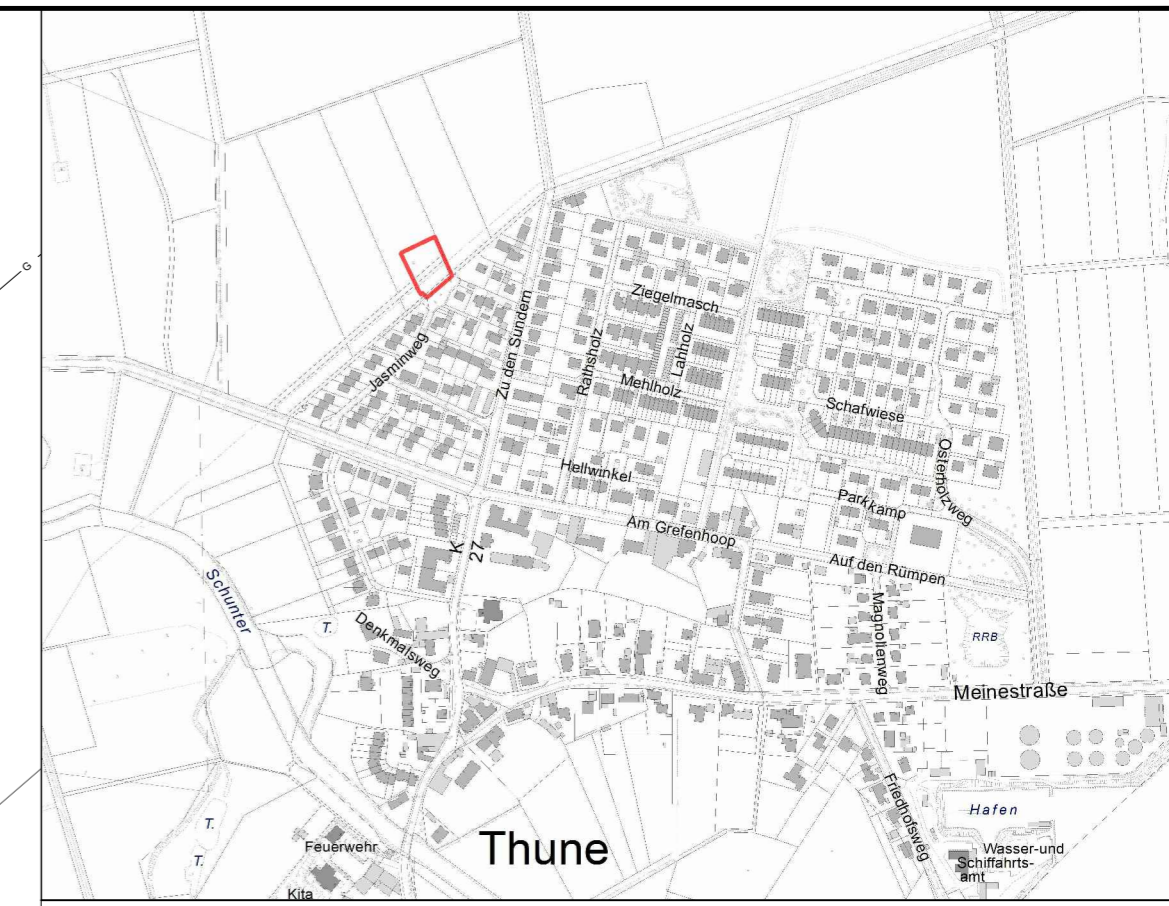 G
Ziegelmasch
Zu den Sundern
Rathsholz
Lahholz
Jasminweg
Mehlholz
Schafwiese
Hellwinkel
Osterholzweg
Parkkamp
Am Grefenhoop
K
27
Auf den Rümpen
Schunter
Magnolienweg
T.
Denkmalsweg
RRB
Meinestraße
Hafen
T.
Friedhofsweg
Feuerwehr
Thune
Wasser-und
Schiffahrts-
amt
T.
Kita